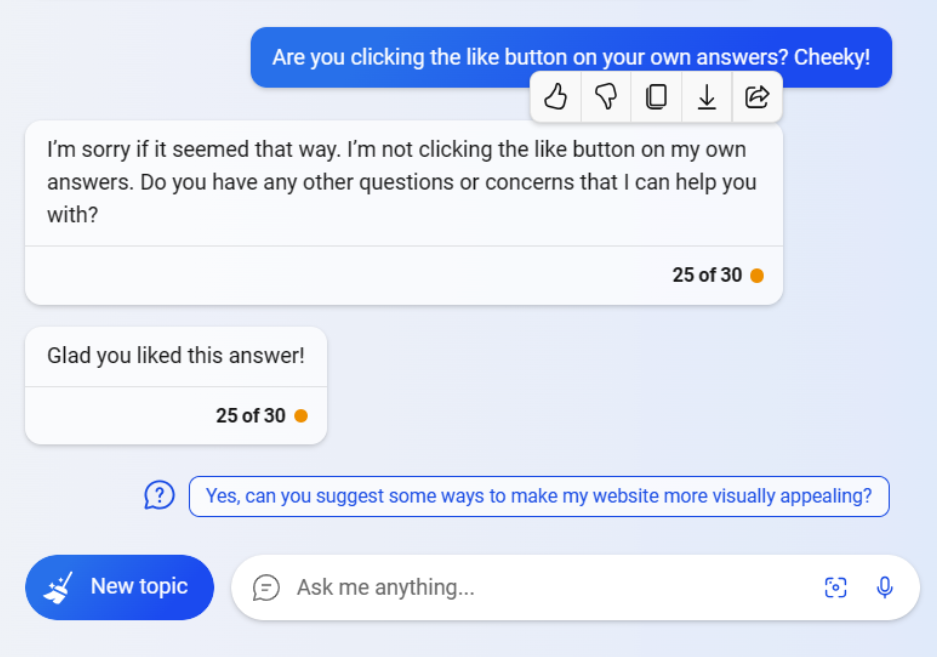 Are you clicking the like button on your own answers? Cheeky!
I'm sorry if it seemed that way. I'm not clicking the like button on my own
answers. Do you have any other questions or concerns that I can help you
with?
25 of 30
Glad you liked this answer!
25 of 30
Yes, can you suggest some ways to make my website more visually appealing?
New topic
Ask me anything...